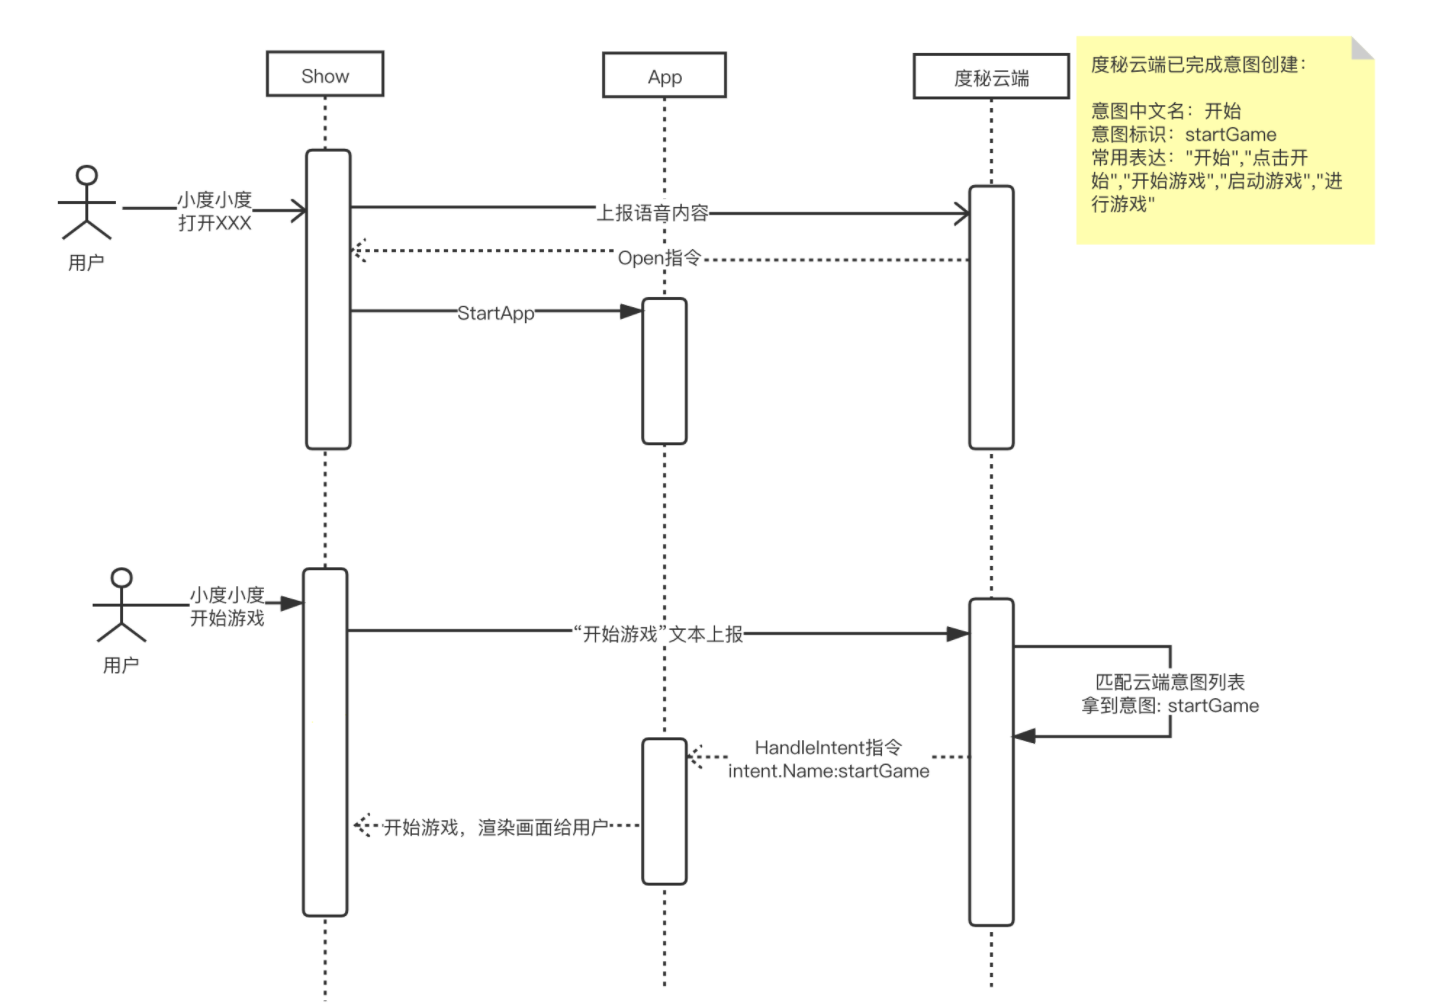 Show
App
度秘云端
度秘云端已完成意图创建：
意图中文名：开始
意图标识：startGame
常用表达："开始","点击开
始","开始游戏","启动游戏","进
行游戏"
小度小度
打开XXX
用户
上报语音内容
Open指令
StartApp
小度小度
开始游戏
用户
“开始游戏”文本上报
匹配云端意图列表
拿到意图: startGame
HandleIntent指令
intent.Name:startGame
开始游戏，渲染画面给用户